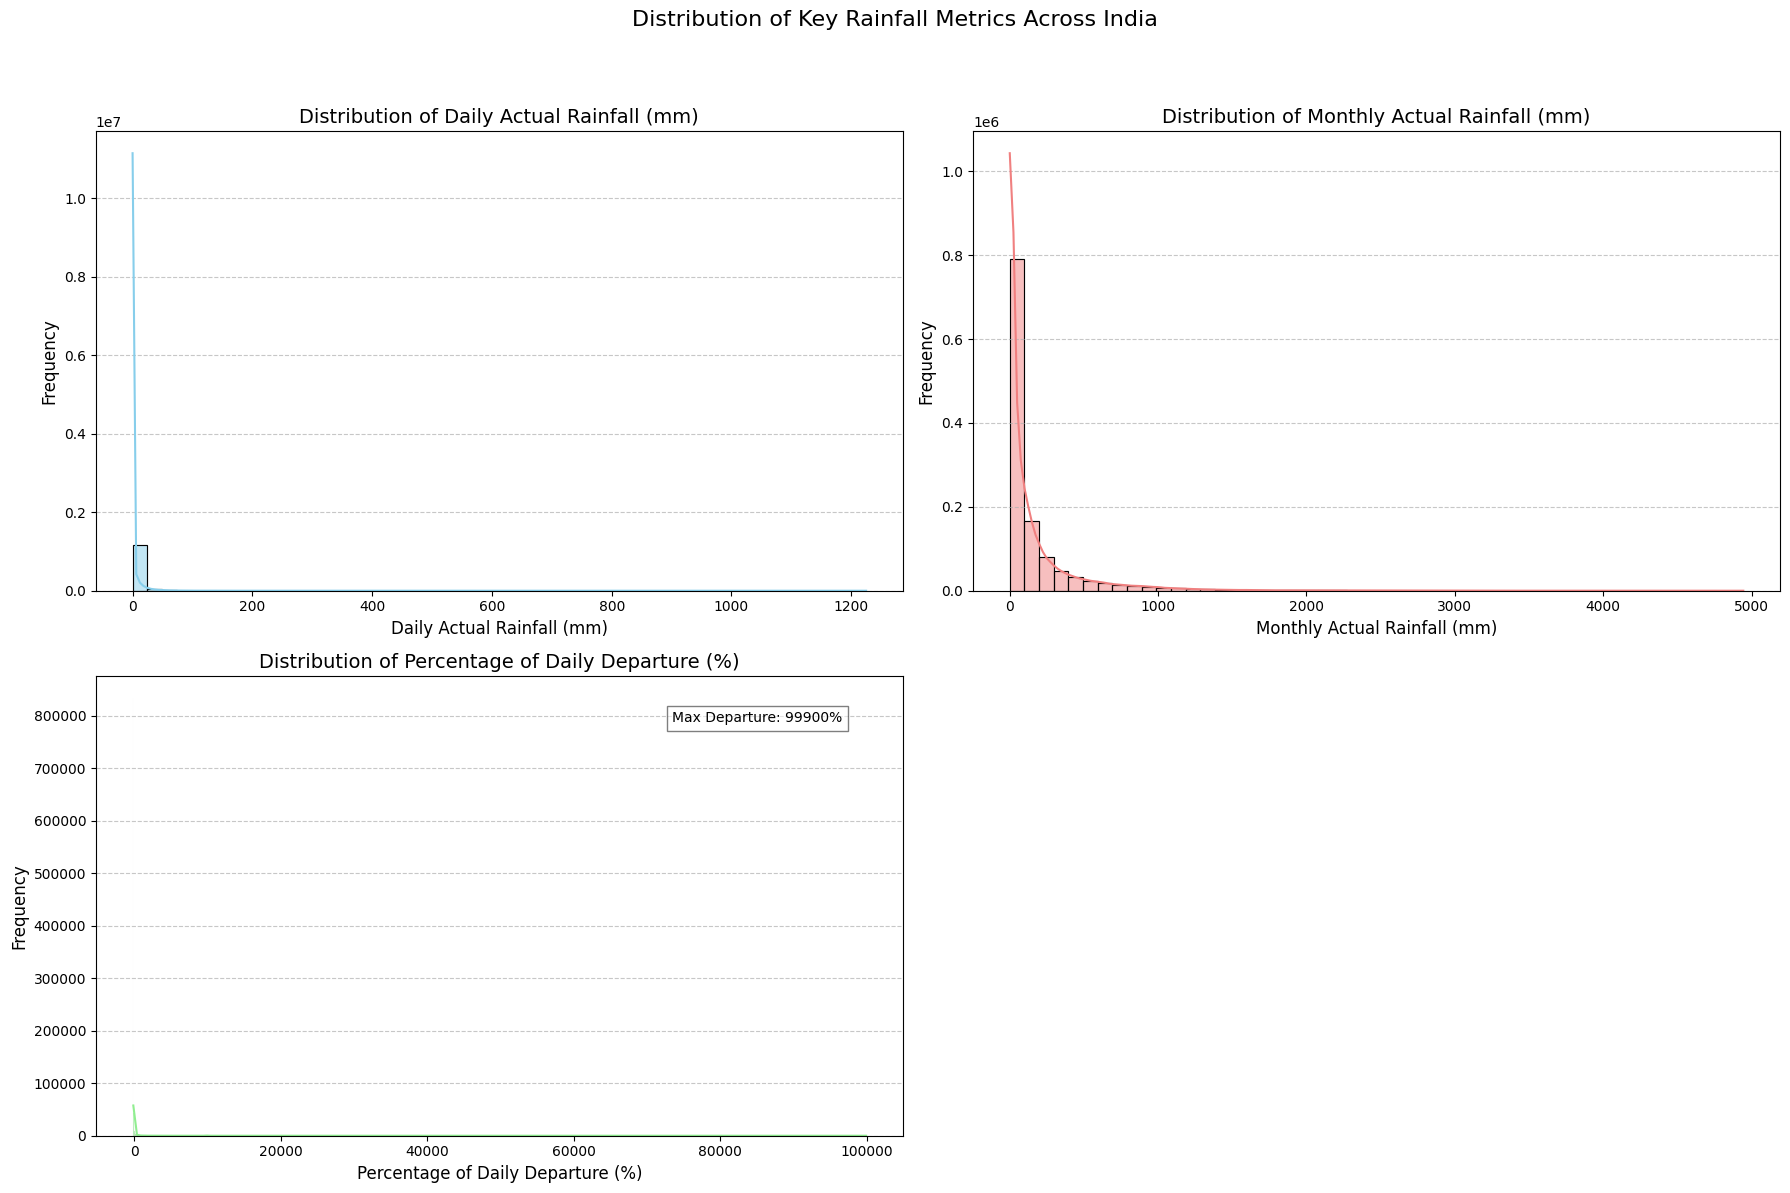 Distribution of Key Rainfall Metrics Across India
Distribution of Daily Actual Rainfall (mm)
1e7
1.0
0.8
0.6
0.4
0.2
0.0
Frequency
0 200 400 600 800 1000 1200
Daily Actual Rainfall (mm)
Distribution of Monthly Actual Rainfall (mm)
1e6
1.0
0.8
0.6
0.4
0.2
0.0
Frequency
0 1000 2000 3000 4000 5000
Monthly Actual Rainfall (mm)
Distribution of Percentage of Daily Departure (%)
Max Departure: 99900%
800000
700000
600000
500000
400000
300000
200000
100000
0
Frequency
0 20000 40000 60000 80000 100000
Percentage of Daily Departure (%)